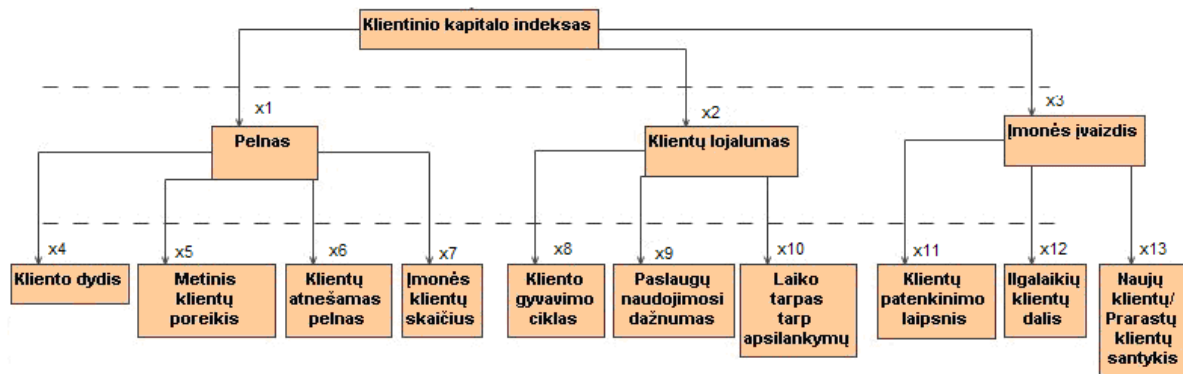 Klientinio kapitalo indeksas
x1
x2
x3
Pelnas
Klientų lojalumas
Įmonės įvaizdis
x4
x5
x6
x7
x8
x9
x10
x11
x12
x13
Kliento dydis
Metinis
klientų
poreikis
Klientų
atnešamas
pelnas
Įmonės
klientų
skaičius
Kliento
gyvavimo
ciklas
Paslaugų
naudojimosi
dažnumas
Laiko
tarpas
tarp
apsilankymų
Klientų
patenkinimo
laipsnis
Ilgalaikių
klientų
dalis
Naujų
klientų/
Prarastų
klientų
santykis